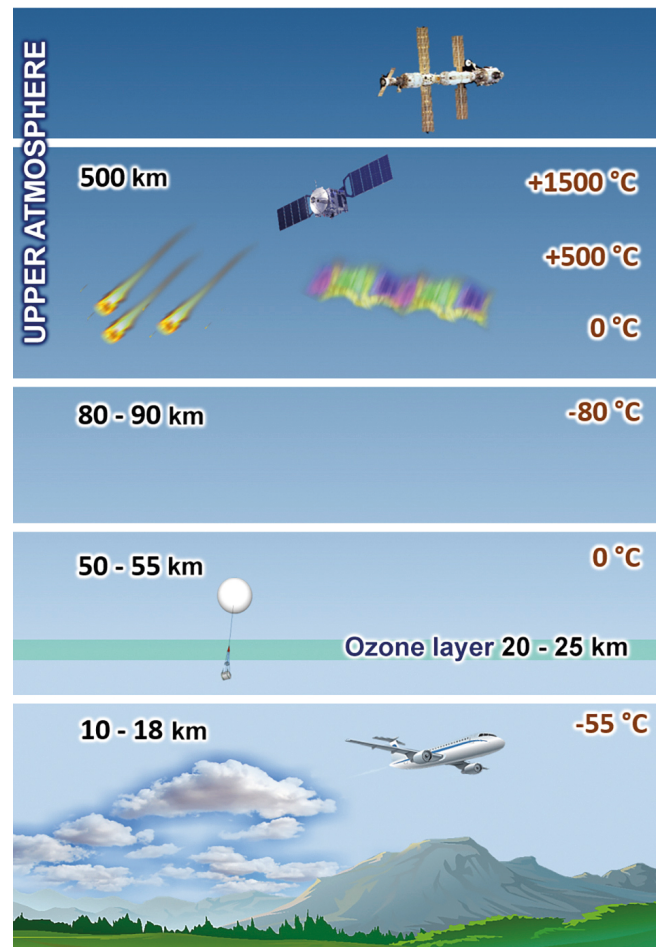 UPPER ATMOSPHERE
500 km
+1500 °C
+500 °C
0 °C
80 - 90 km
-80 °C
50 - 55 km
0 °C
Ozone layer 20 - 25 km
10 - 18 km
-55 °C